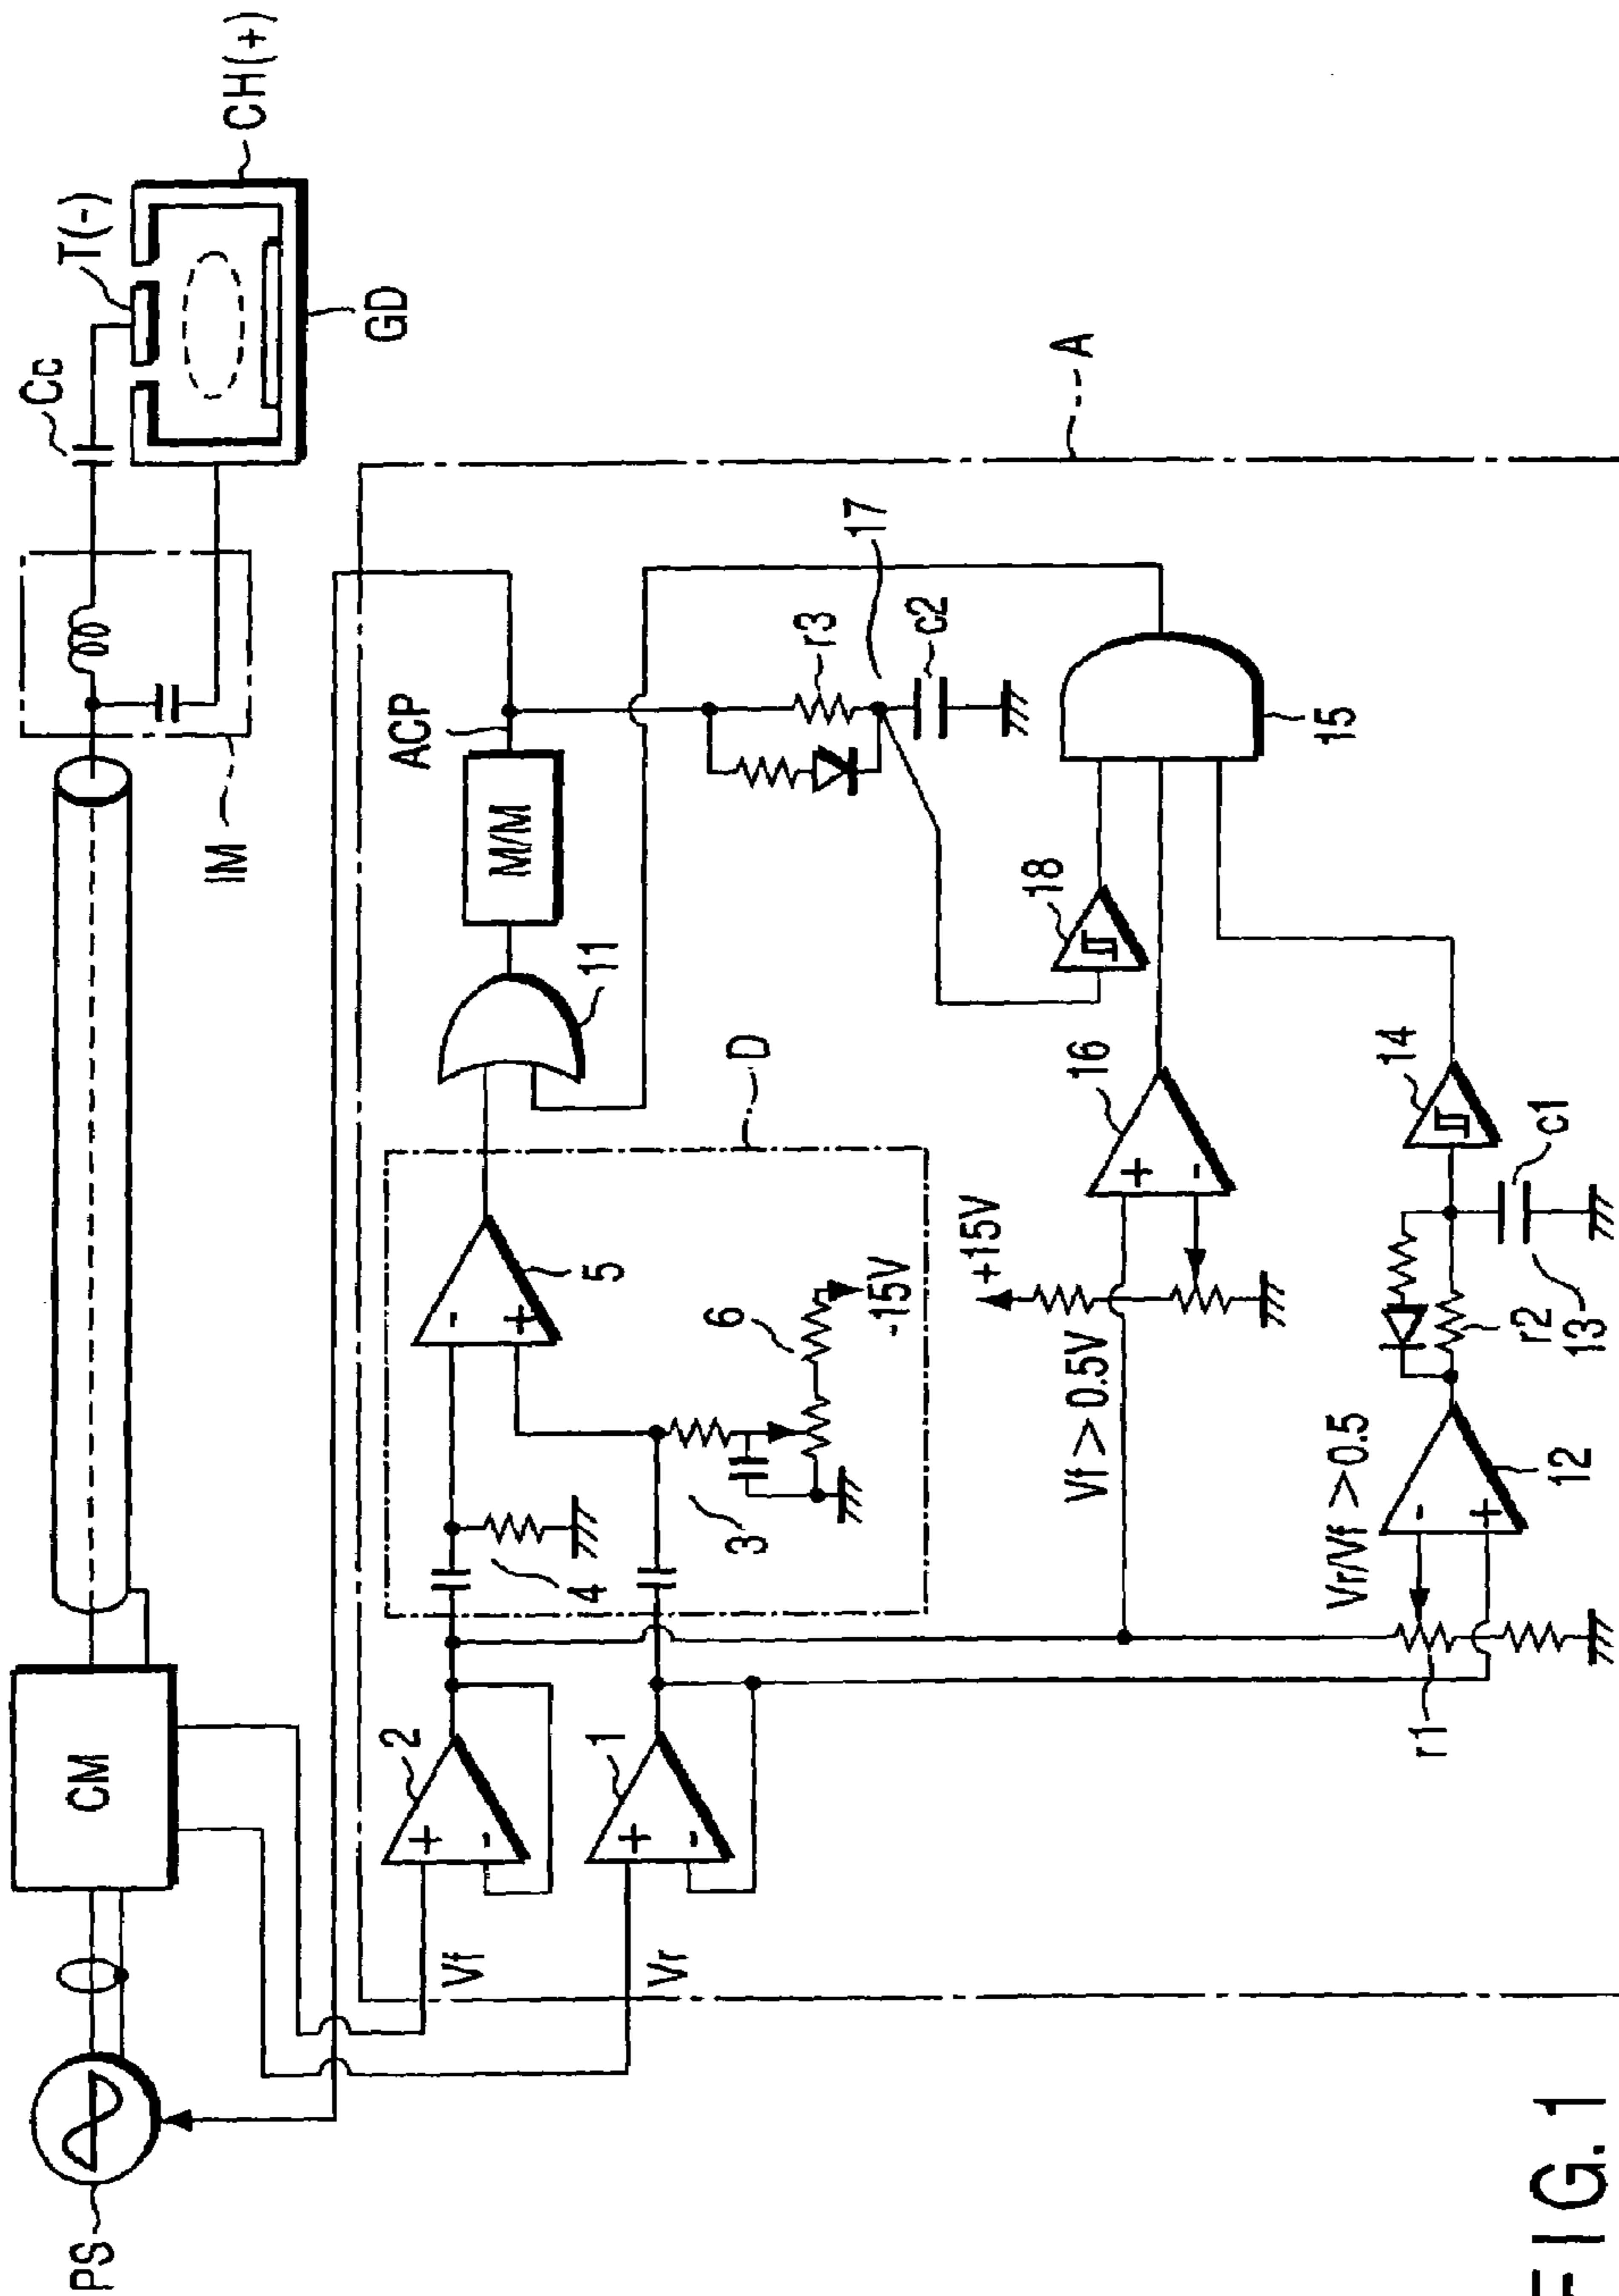 PS
CM
IM
Cc
T(-)
CH(+)
GD
A
Vf
Vr
2
+
-
1
+
-
D
4
3
5
-
+
6
-15V
11
M/M
ACP
r3
17
c2
Vf > 0.5V
+15V
16
+
-
18
15
Vr/Vf > 0.5
r1
12
-
+
r2
13
c1
14
FIG. 1